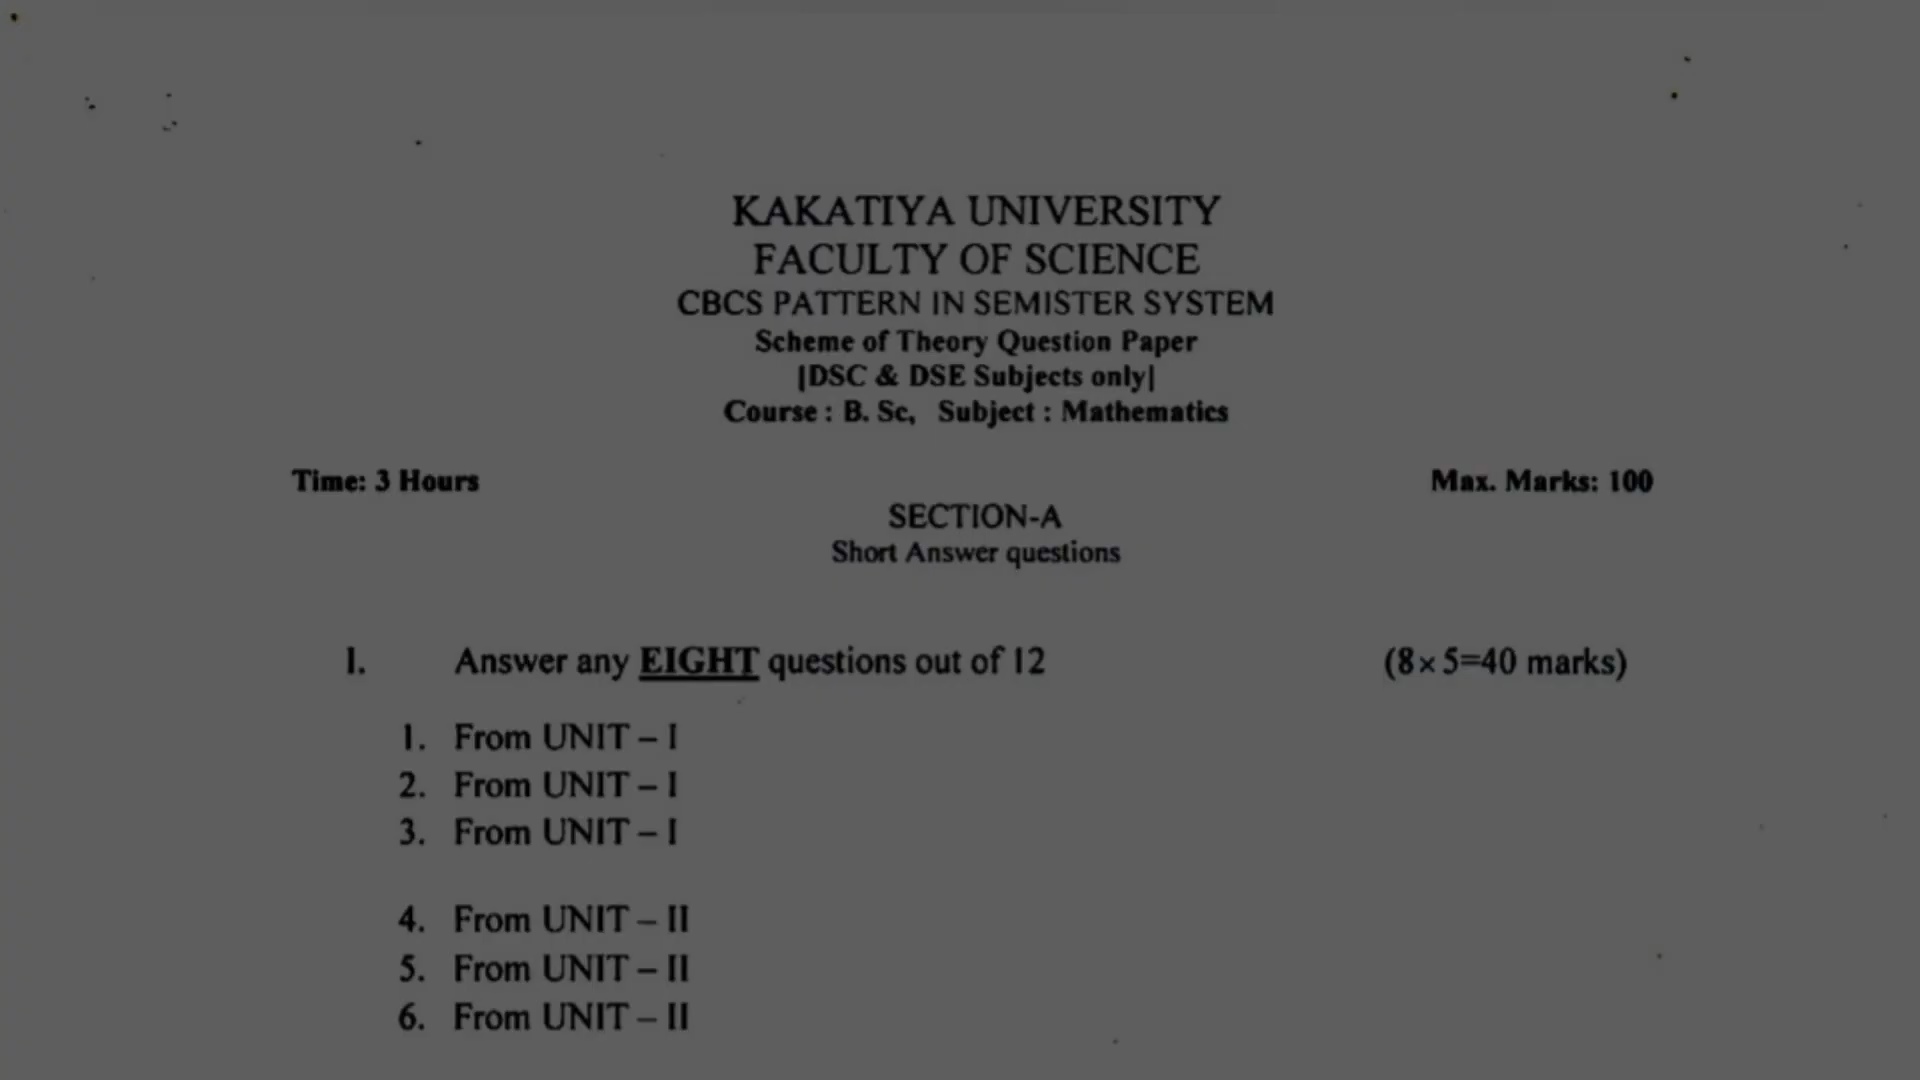 KAKATIYA UNIVERSITY
FACULTY OF SCIENCE
CBCS PATTERN IN SEMISTER SYSTEM
Scheme of Theory Question Paper
[DSC & DSE Subjects only]
Course : B. Sc, Subject : Mathematics
Time: 3 Hours Max. Marks: 100
SECTION-A
Short Answer questions
I. Answer any EIGHT questions out of 12 (8× 5=40 marks)
1. From UNIT – I
2. From UNIT – I
3. From UNIT – I
4. From UNIT – II
5. From UNIT – II
6. From UNIT – II